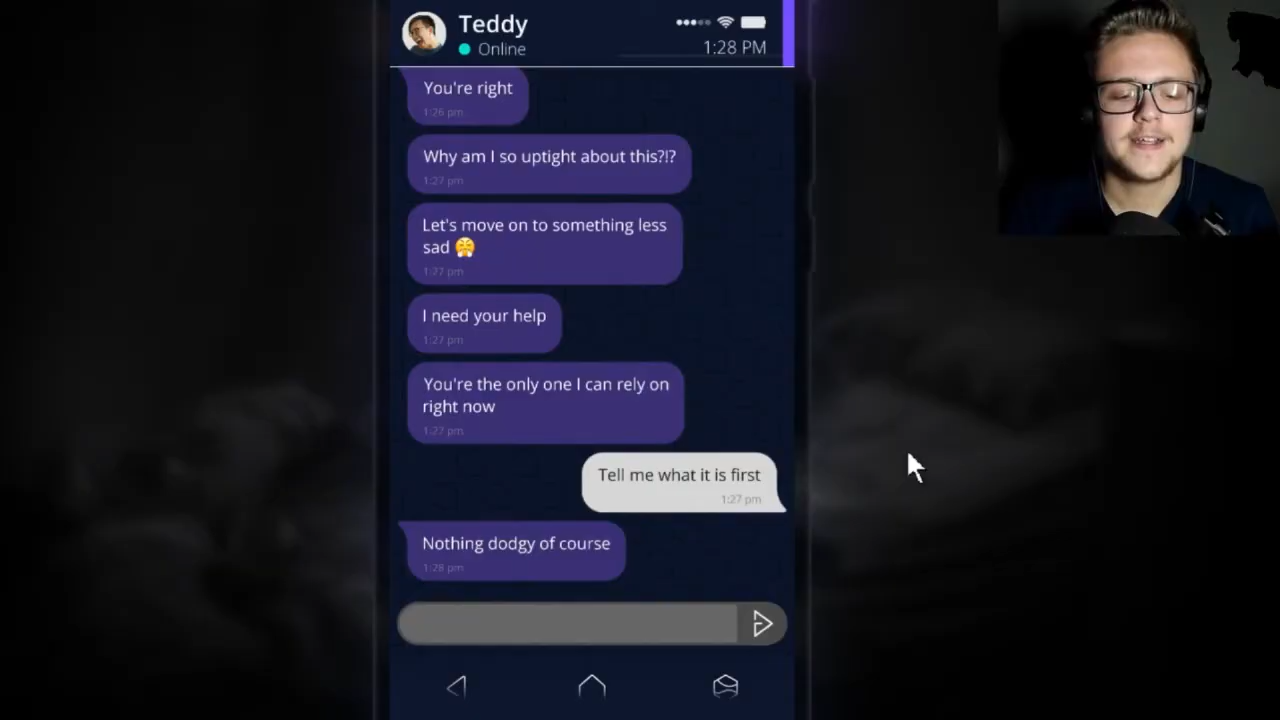 Teddy
Online
1:28 PM
You're right
1:26 pm
Why am I so uptight about this?!?
1:27 pm
Let's move on to something less
sad 😤
1:27 pm
I need your help
1:27 pm
You're the only one I can rely on
right now
1:27 pm
Tell me what it is first
1:27 pm
Nothing dodgy of course
1:28 pm